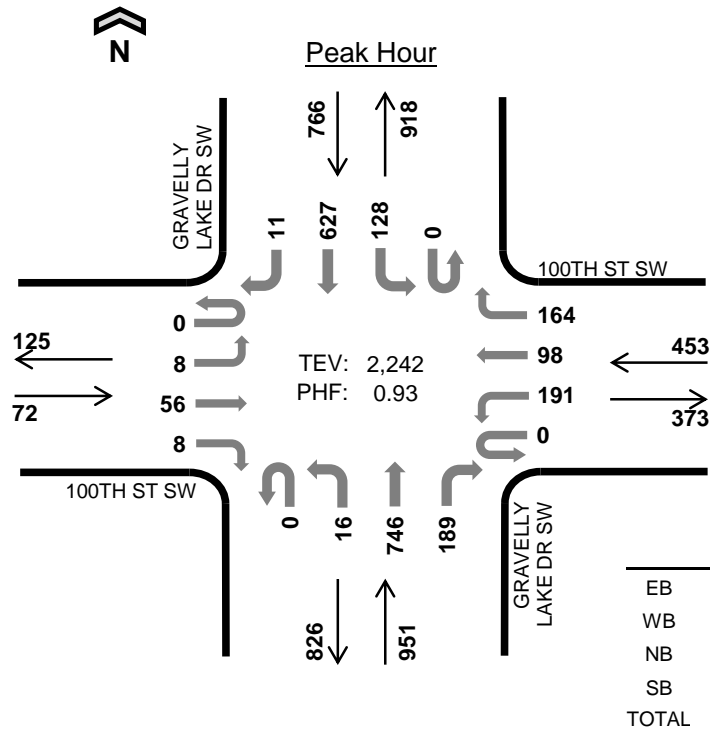 N
Peak Hour
766
918
GRAVELLY
LAKE DR SW
11
627
128
0
100TH ST SW
0
164
125
8
TEV: 2,242
98
453
72
56
PHF: 0.93
191
373
8
0
100TH ST SW
0
16
746
189
GRAVELLY
LAKE DR SW
826
951
EB
WB
NB
SB
TOTAL